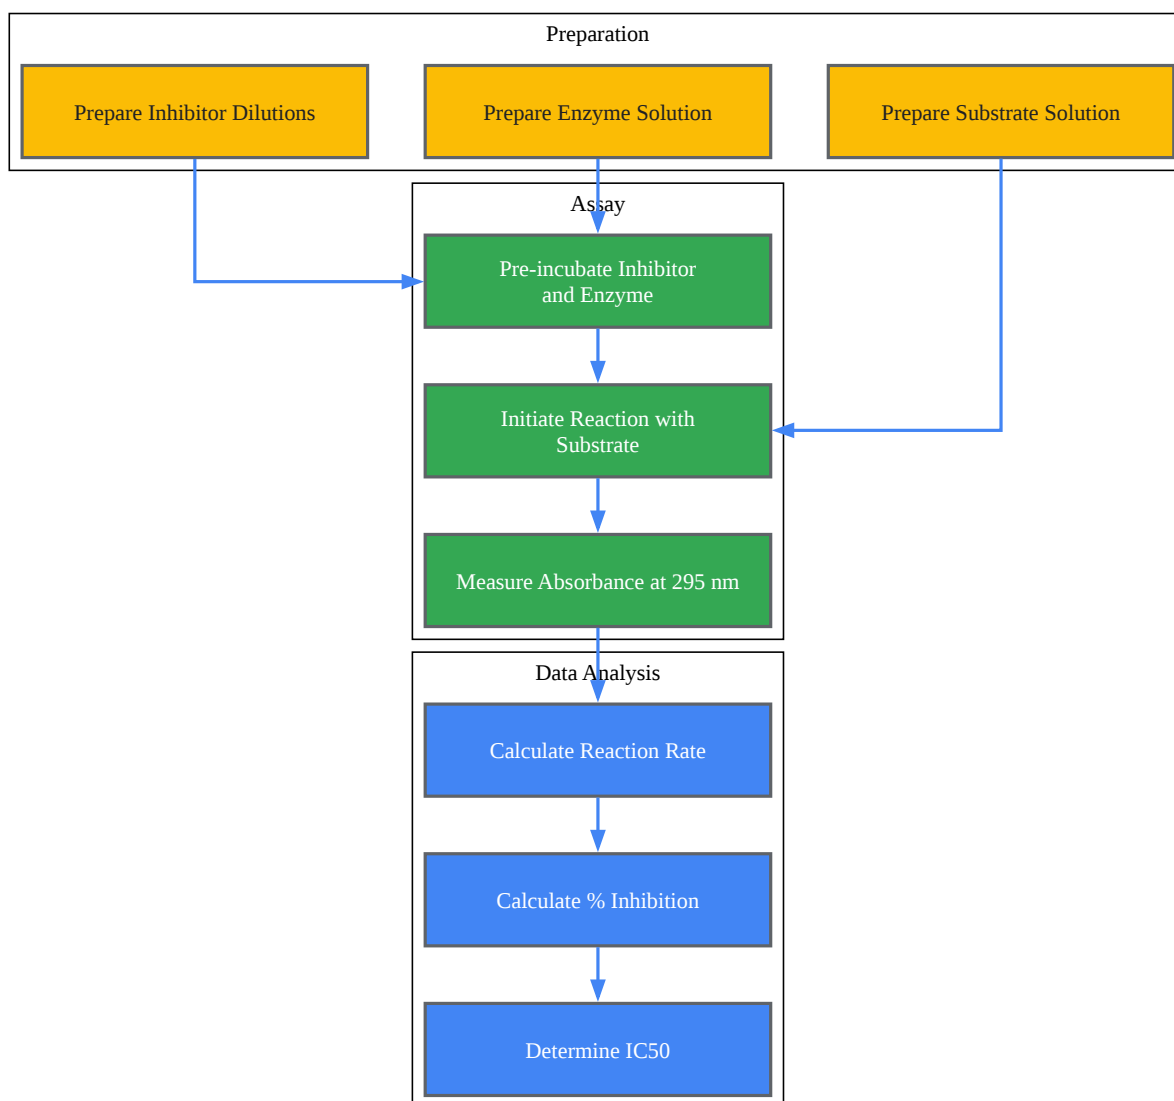 Preparation
Prepare Inhibitor Dilutions
Prepare Enzyme Solution
Prepare Substrate Solution
Assay
Pre-incubate Inhibitor
and Enzyme
Initiate Reaction with
Substrate
Measure Absorbance at 295 nm
Data Analysis
Calculate Reaction Rate
Calculate % Inhibition
Determine IC50